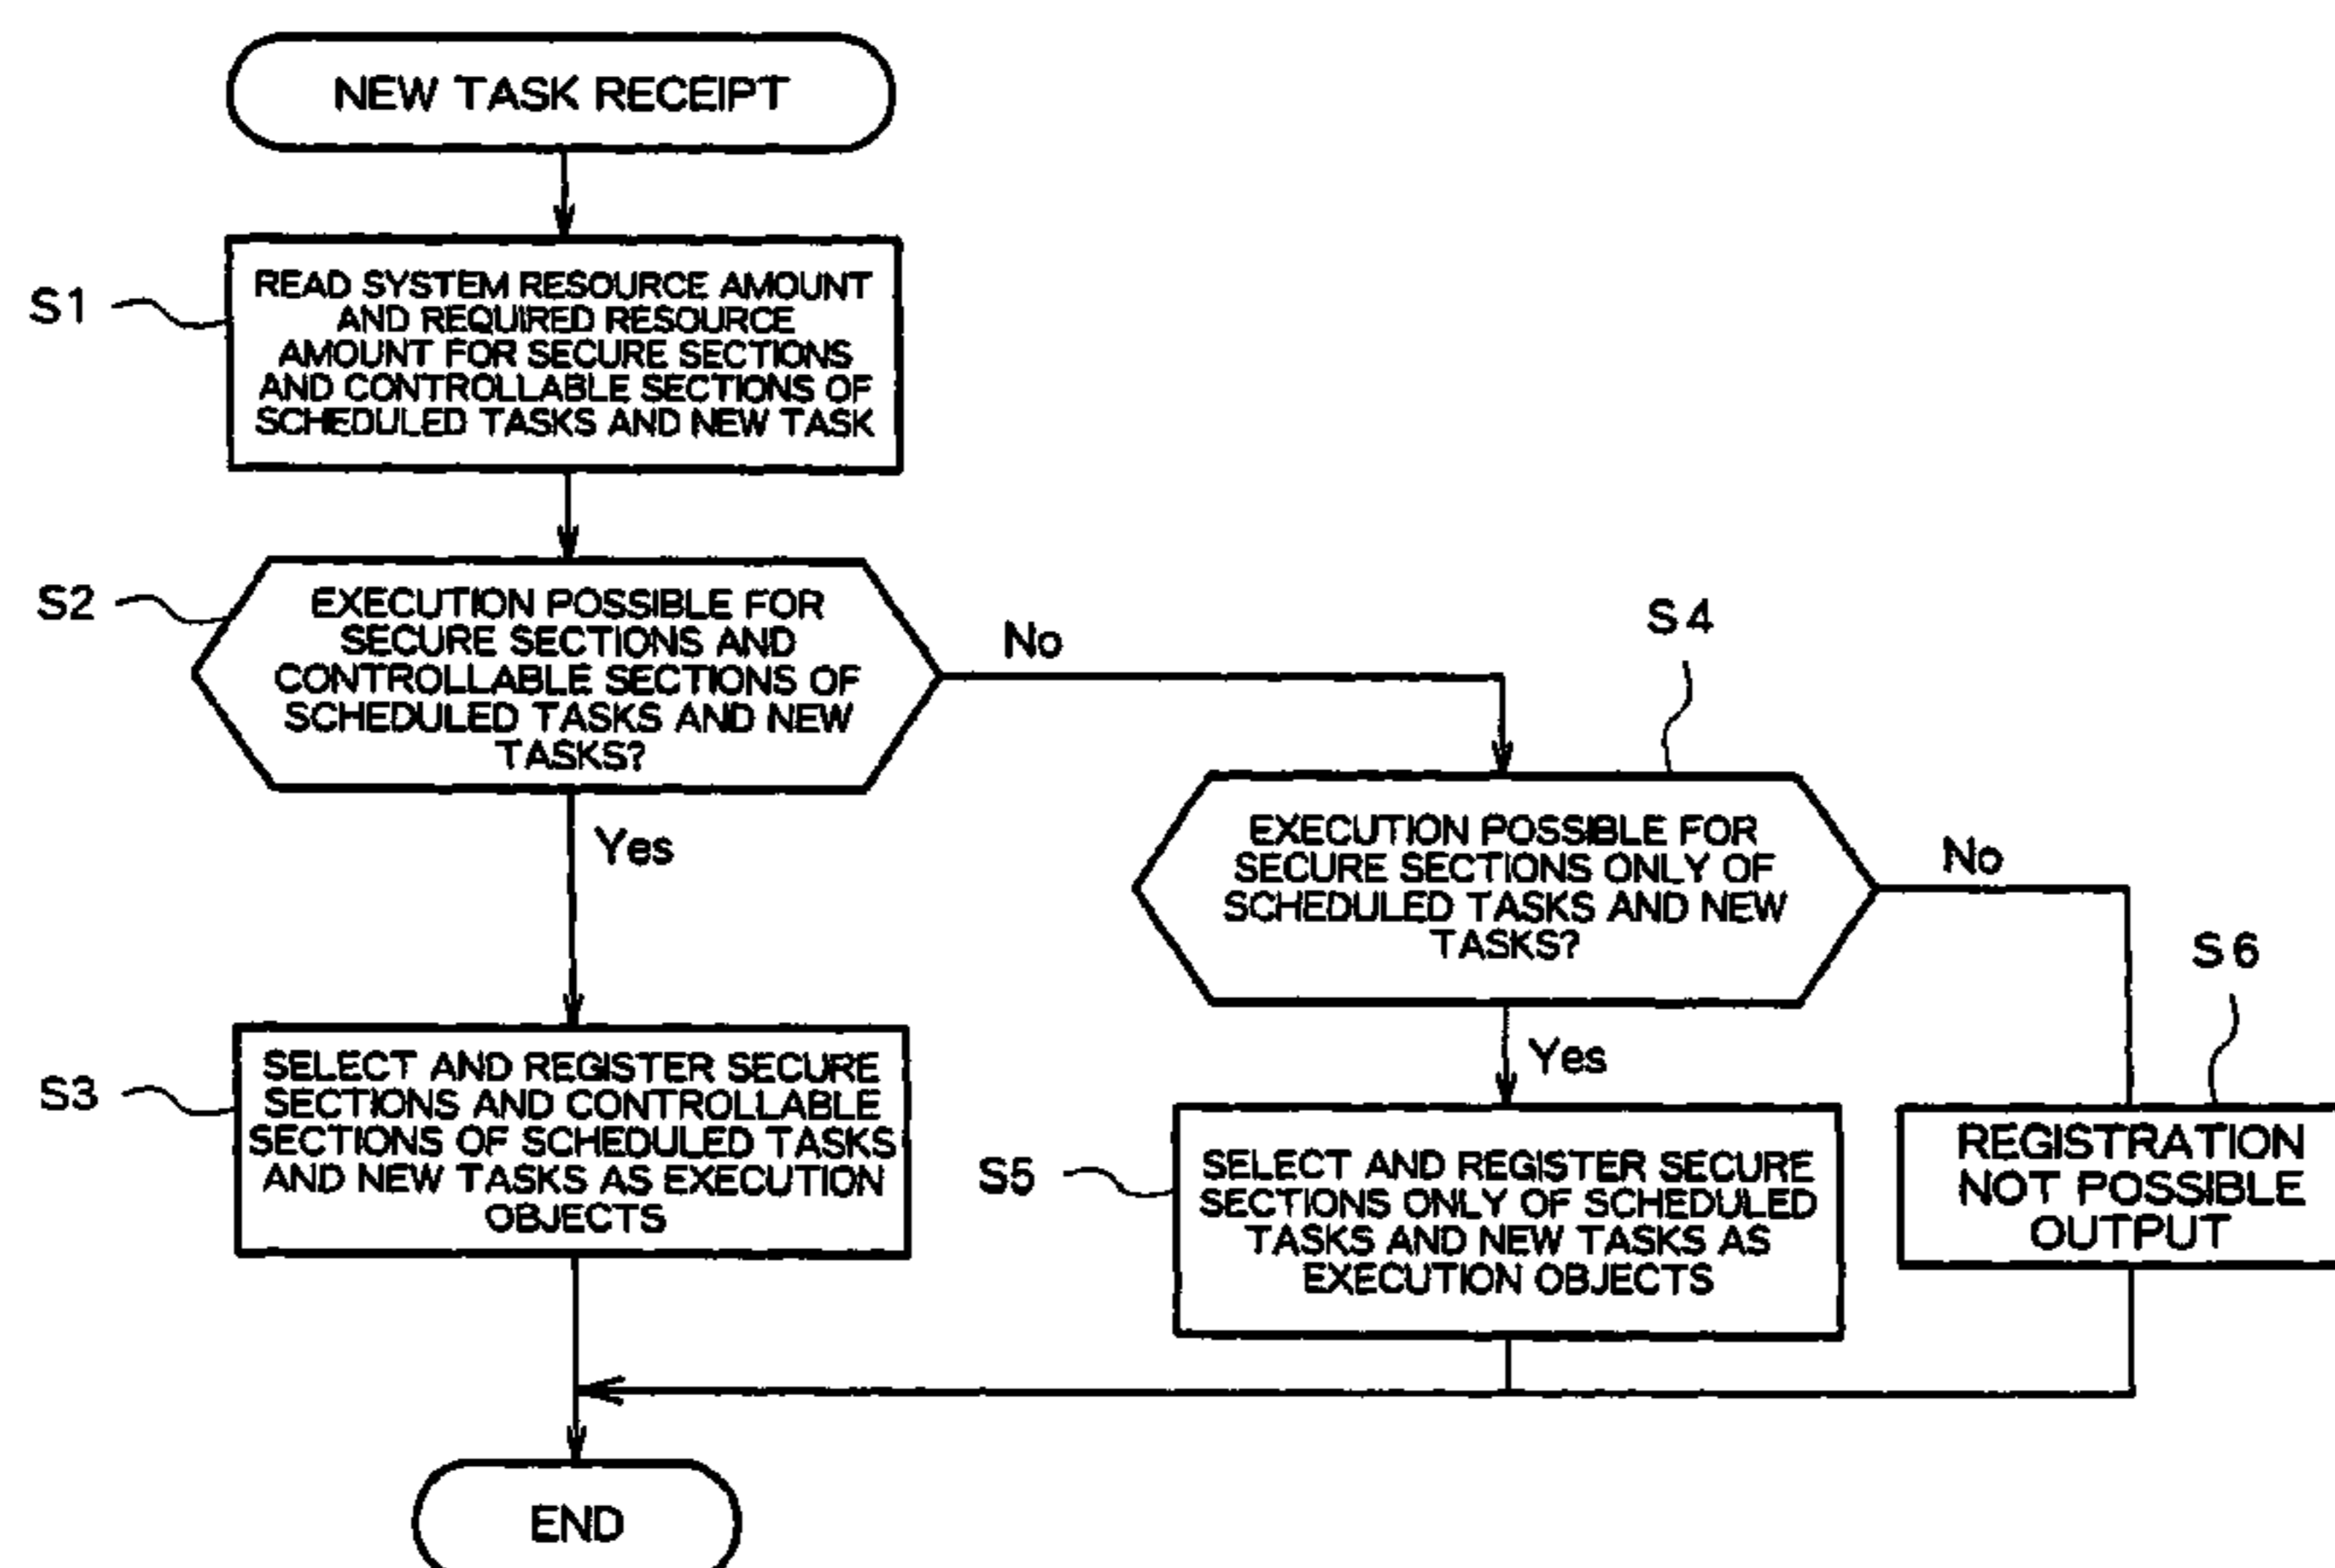 NEW TASK RECEIPT
S1
READ SYSTEM RESOURCE AMOUNT
AND REQUIRED RESOURCE
AMOUNT FOR SECURE SECTIONS
AND CONTROLLABLE SECTIONS OF
SCHEDULED TASKS AND NEW TASK
S2
EXECUTION POSSIBLE FOR
SECURE SECTIONS AND
CONTROLLABLE SECTIONS OF
SCHEDULED TASKS AND NEW
TASKS?
No
Yes
S4
EXECUTION POSSIBLE FOR
SECURE SECTIONS ONLY OF
SCHEDULED TASKS AND NEW
TASKS?
No
Yes
S3
SELECT AND REGISTER SECURE
SECTIONS AND CONTROLLABLE
SECTIONS OF SCHEDULED TASKS
AND NEW TASKS AS EXECUTION
OBJECTS
S5
SELECT AND REGISTER SECURE
SECTIONS ONLY OF SCHEDULED
TASKS AND NEW TASKS AS
EXECUTION OBJECTS
S6
REGISTRATION
NOT POSSIBLE
OUTPUT
END